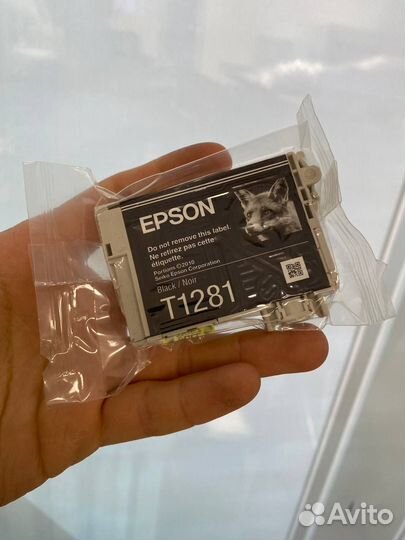 EPSON
Do not remove this label.
Ne retirez pas cette
étiquette.
Portions ©2010
Seiko Epson Corporation
Black / Noir
T1281
Avito